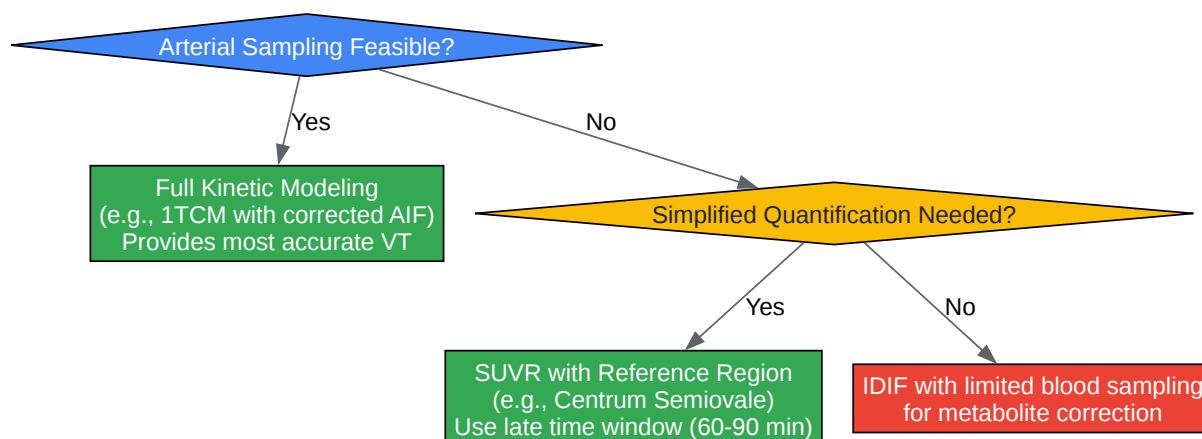 Arterial Sampling Feasible?
Yes
No
Full Kinetic Modeling
(e.g., 1TCM with corrected AIF)
Provides most accurate VT
Simplified Quantification Needed?
Yes
No
SUVR with Reference Region
(e.g., Centrum Semiovale)
Use late time window (60-90 min)
IDIF with limited blood sampling
for metabolite correction